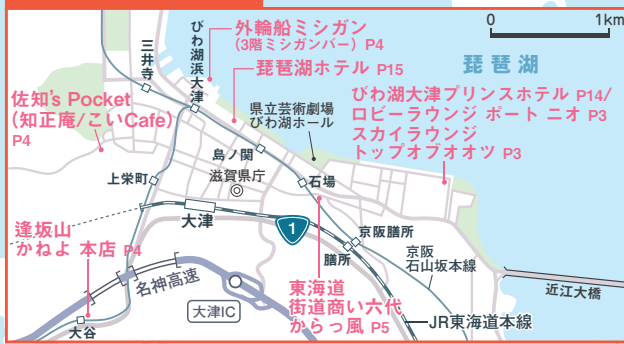 外輪船ミシガン
(3階ミシガンバー) P4
0 1km
琵琶湖
三井寺
びわ湖浜大津
琵琶湖ホテル P15
佐知's Pocket
(知正庵/こいCafe)
P4
県立芸術劇場
びわ湖ホール
びわ湖大津プリンスホテル P14/
ロビーラウンジ ポート ニオ P3
スカイラウンジ
トップオブオオツ P3
島ノ関
上栄町
滋賀県庁
石場
大津
1
逢坂山
かねよ 本店 P4
京阪膳所
膳所
京阪
石山坂本線
名神高速
東海道
街道商い六代
からっ風 P5
近江大橋
大津IC
JR東海道本線
大谷